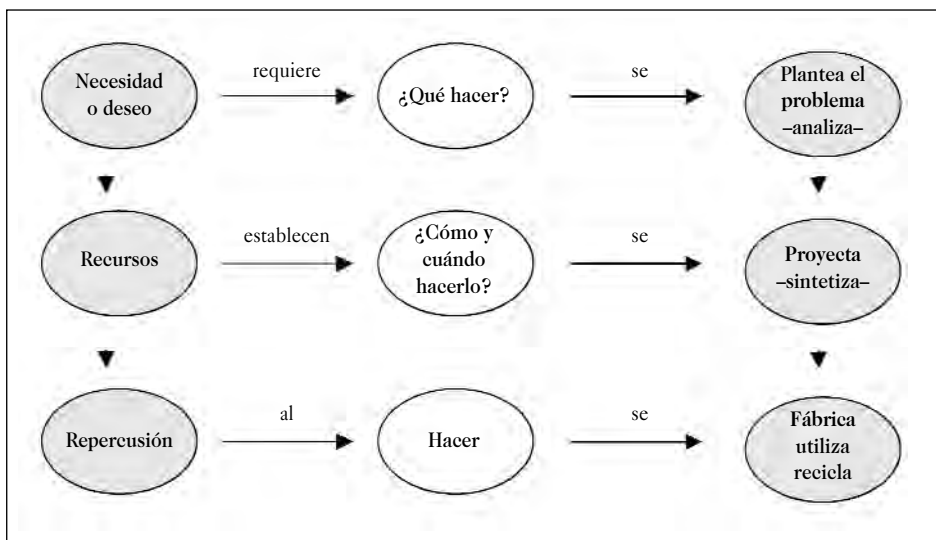 Necesidad
o deseo
requiere
¿Qué hacer?
se
Plantea el
problema
–analiza–
Recursos
establecen
¿Cómo y
cuándo
hacerlo?
se
Proyecta
–sintetiza–
Repercusión
al
Hacer
se
Fábrica
utiliza
recicla